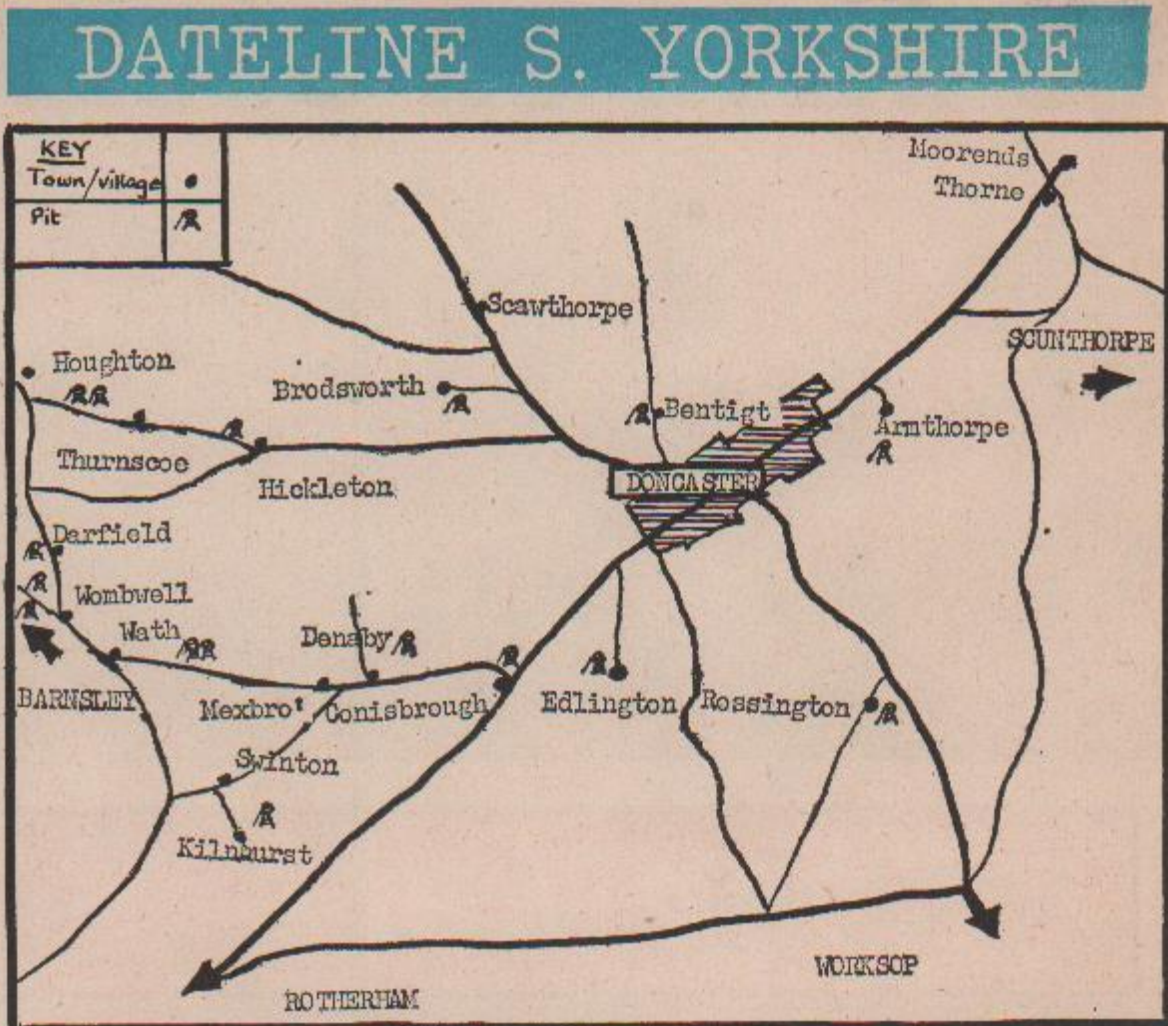 DATELINE S. YORKSHIRE
KEY
Town/village
Pit
Moorends
Thorne
Scawthorpe
SCUNTHORPE
Houghton
Brodsworth
Bentigt
Armthorpe
Thurnscoe
Hickleton
DONCASTER
Darfield
Wombwell
Wath
Denaby
BARNSLEY
Mexbro'
Conisbrough
Edlington
Rossington
Swinton
Kilnhurst
WORKSOP
ROTHERHAM